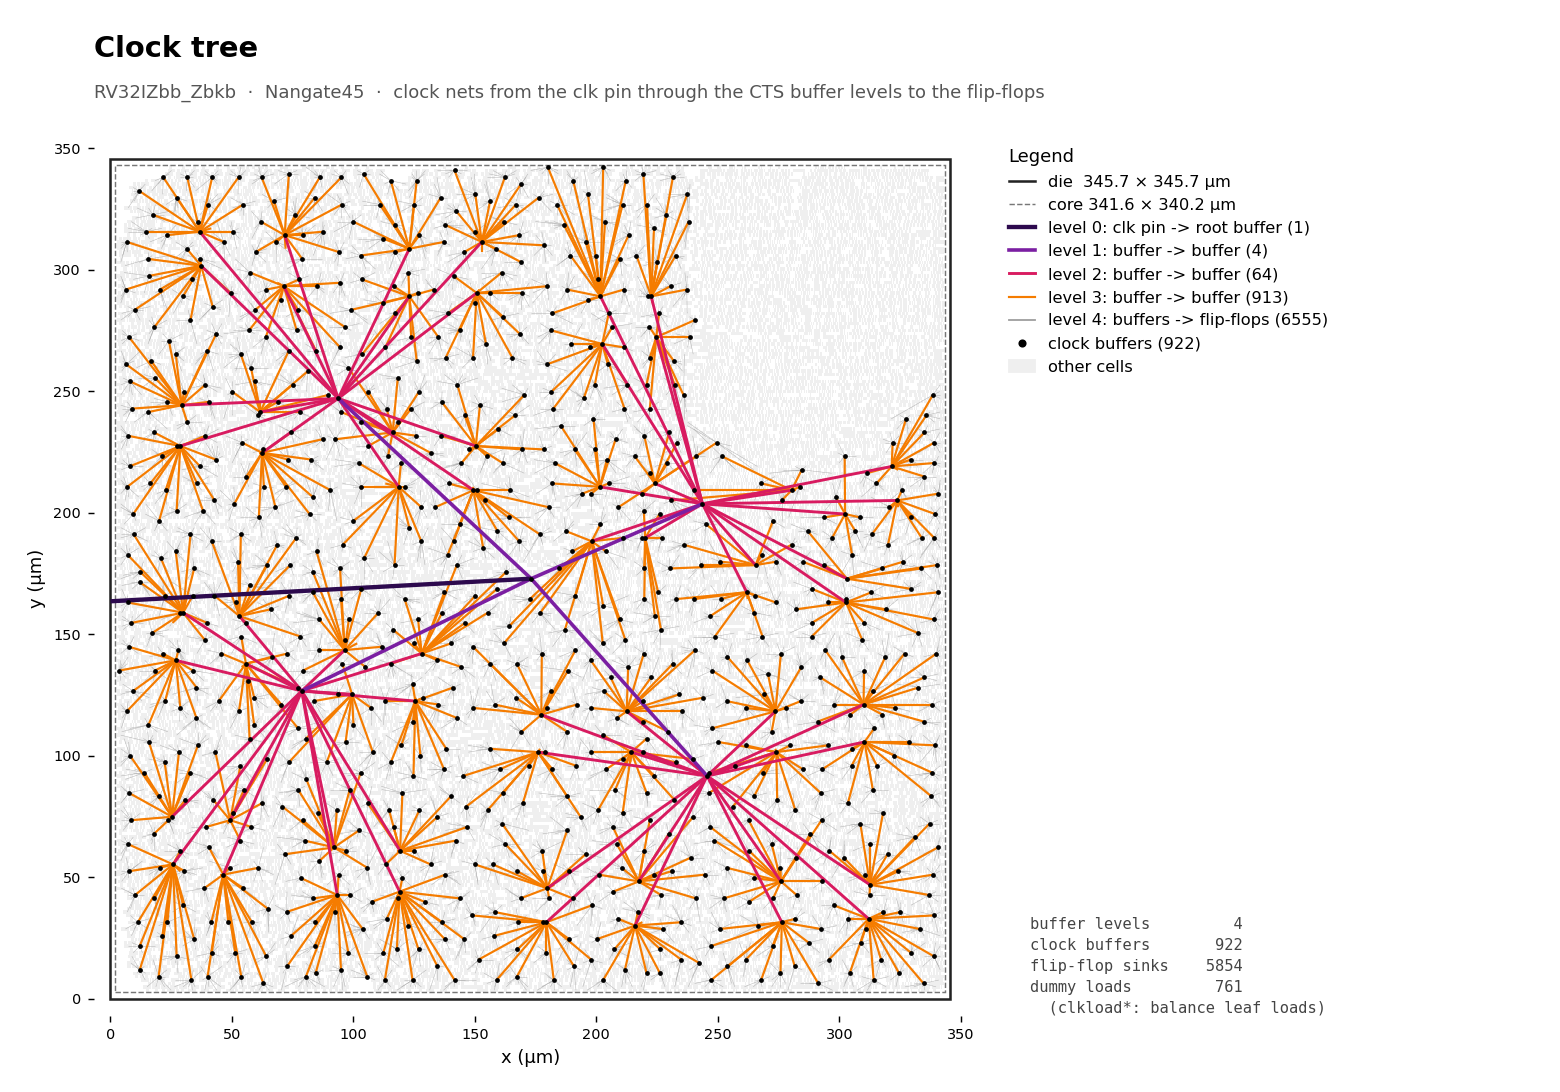 Clock tree
RV32IZbb_Zbkb · Nangate45 · clock nets from the clk pin through the CTS buffer levels to the flip-flops
350
300
250
200
150
100
50
0
y (µm)
0 50 100 150 200 250 300 350
x (µm)
Legend
die 345.7 × 345.7 µm
core 341.6 × 340.2 µm
level 0: clk pin -> root buffer (1)
level 1: buffer -> buffer (4)
level 2: buffer -> buffer (64)
level 3: buffer -> buffer (913)
level 4: buffers -> flip-flops (6555)
clock buffers (922)
other cells
buffer levels 4
clock buffers 922
flip-flop sinks 5854
dummy loads 761
(clkload*: balance leaf loads)